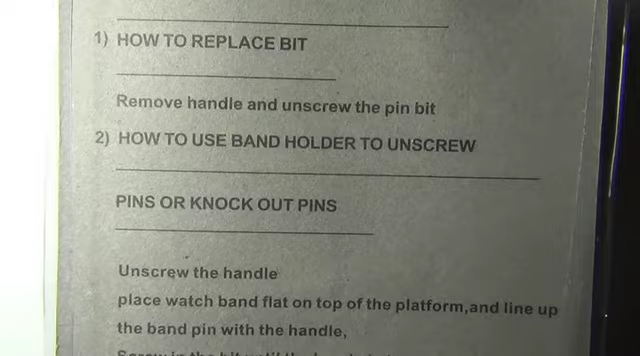 1) HOW TO REPLACE BIT
Remove handle and unscrew the pin bit
2) HOW TO USE BAND HOLDER TO UNSCREW
PINS OR KNOCK OUT PINS
Unscrew the handle
place watch band flat on top of the platform,and line up
the band pin with the handle,